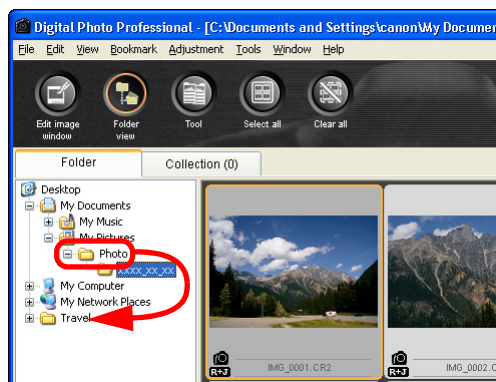 Digital Photo Professional - [C:\Documents and Settings\canon\My Documen
File Edit View Bookmark Adjustment Tools Window Help
Edit image window
Folder view
Tool
Select all
Clear all
Folder
Collection (0)
Desktop
My Documents
My Music
My Pictures
Photo
xxxx_xx_xx
My Computer
My Network Places
Travel
R+J
IMG_0001.CR2
R+J
IMG_0002.C